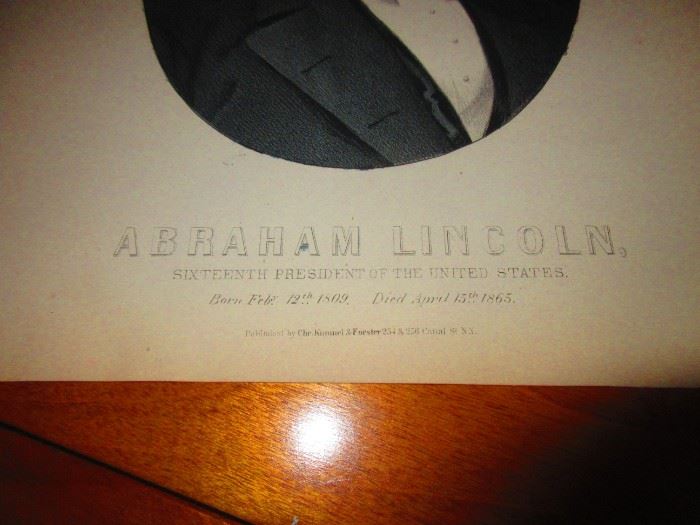 ABRAHAM LINCOLN,
SIXTEENTH PRESIDENT OF THE UNITED STATES.
Born Feby. 12th 1809. Died April 15th 1865.
Published by Chr. Kimmel & Forster 254 & 256 Canal St. N.Y.